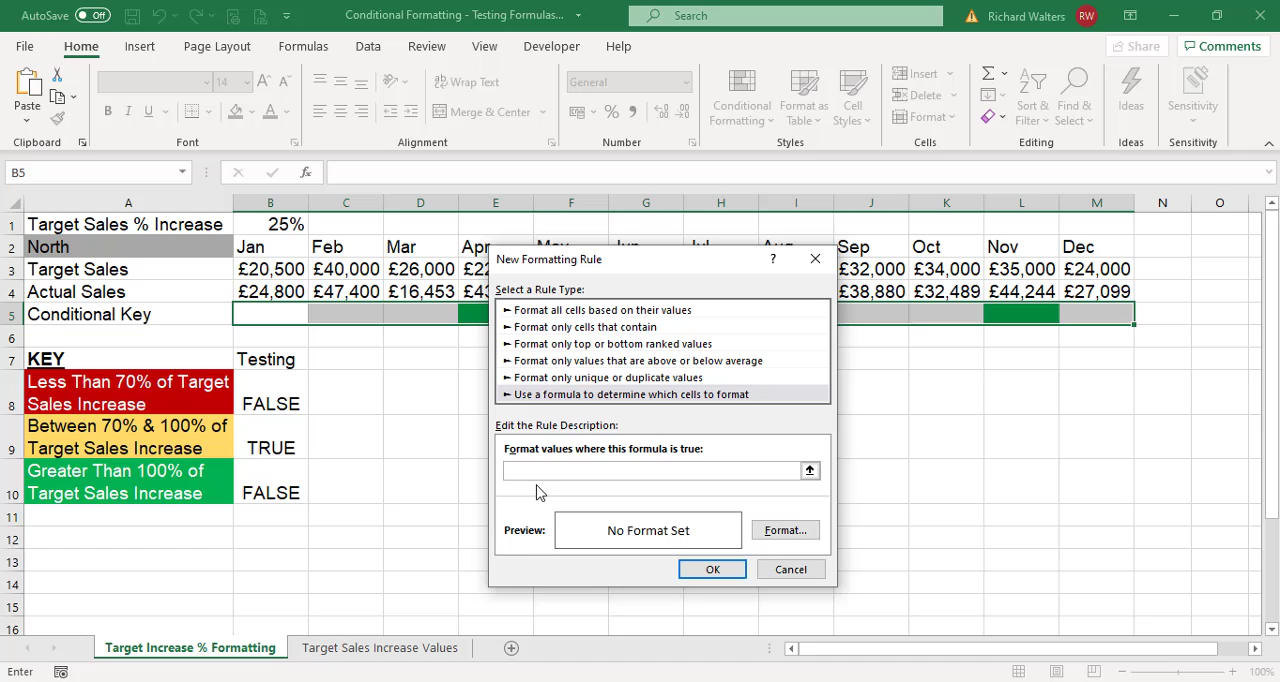 AutoSave Off Conditional Formatting - Testing Formulas... Search Richard Walters RW
File Home Insert Page Layout Formulas Data Review View Developer Help Share Comments
Paste 14 Wrap Text General Conditional Formatting Format as Table Cell Styles Insert Sort & Filter Find & Select Ideas Sensitivity
B I U Merge & Center Delete
Format
Clipboard Font Alignment Number Styles Cells Editing Ideas Sensitivity
B5 fx
A B C D E F G H I J K L M N O
1 Target Sales % Increase 25%
2 North Jan Feb Mar Sep Oct Nov Dec
3 Target Sales £20,500 £40,000 £26,000 £32,000 £34,000 £35,000 £24,000
4 Actual Sales £24,800 £47,400 £16,453 £38,880 £32,489 £44,244 £27,099
5 Conditional Key
6
7 KEY Testing
8 Less Than 70% of Target Sales Increase FALSE
9 Between 70% & 100% of Target Sales Increase TRUE
10 Greater Than 100% of Target Sales Increase FALSE
11
12
13
14
15
16
New Formatting Rule ?
Select a Rule Type:
► Format all cells based on their values
► Format only cells that contain
► Format only top or bottom ranked values
► Format only values that are above or below average
► Format only unique or duplicate values
► Use a formula to determine which cells to format
Edit the Rule Description:
Format values where this formula is true:
Preview: No Format Set Format...
OK Cancel
Target Increase % Formatting Target Sales Increase Values
Enter 100%